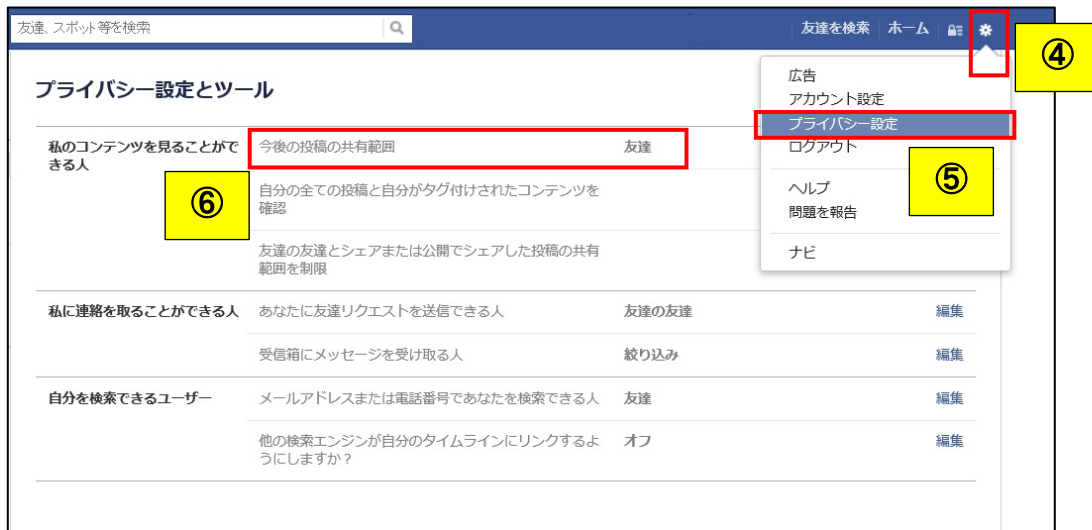 友達、スポット等を検索
友達を検索 ホーム
④
プライバシー設定とツール
広告
アカウント設定
プライバシー設定
ログアウト
⑤
ヘルプ
問題を報告
ナビ
私のコンテンツを見ることがで
きる人
今後の投稿の共有範囲 友達
⑥
自分の全ての投稿と自分がタグ付けされたコンテンツを
確認
友達の友達とシェアまたは公開でシェアした投稿の共有
範囲を制限
私に連絡を取ることができる人 あなたに友達リクエストを送信できる人 友達の友達 編集
受信箱にメッセージを受け取る人 絞り込み 編集
自分を検索できるユーザー メールアドレスまたは電話番号であなたを検索できる人 友達 編集
他の検索エンジンが自分のタイムラインにリンクするよ オフ 編集
うにしますか？